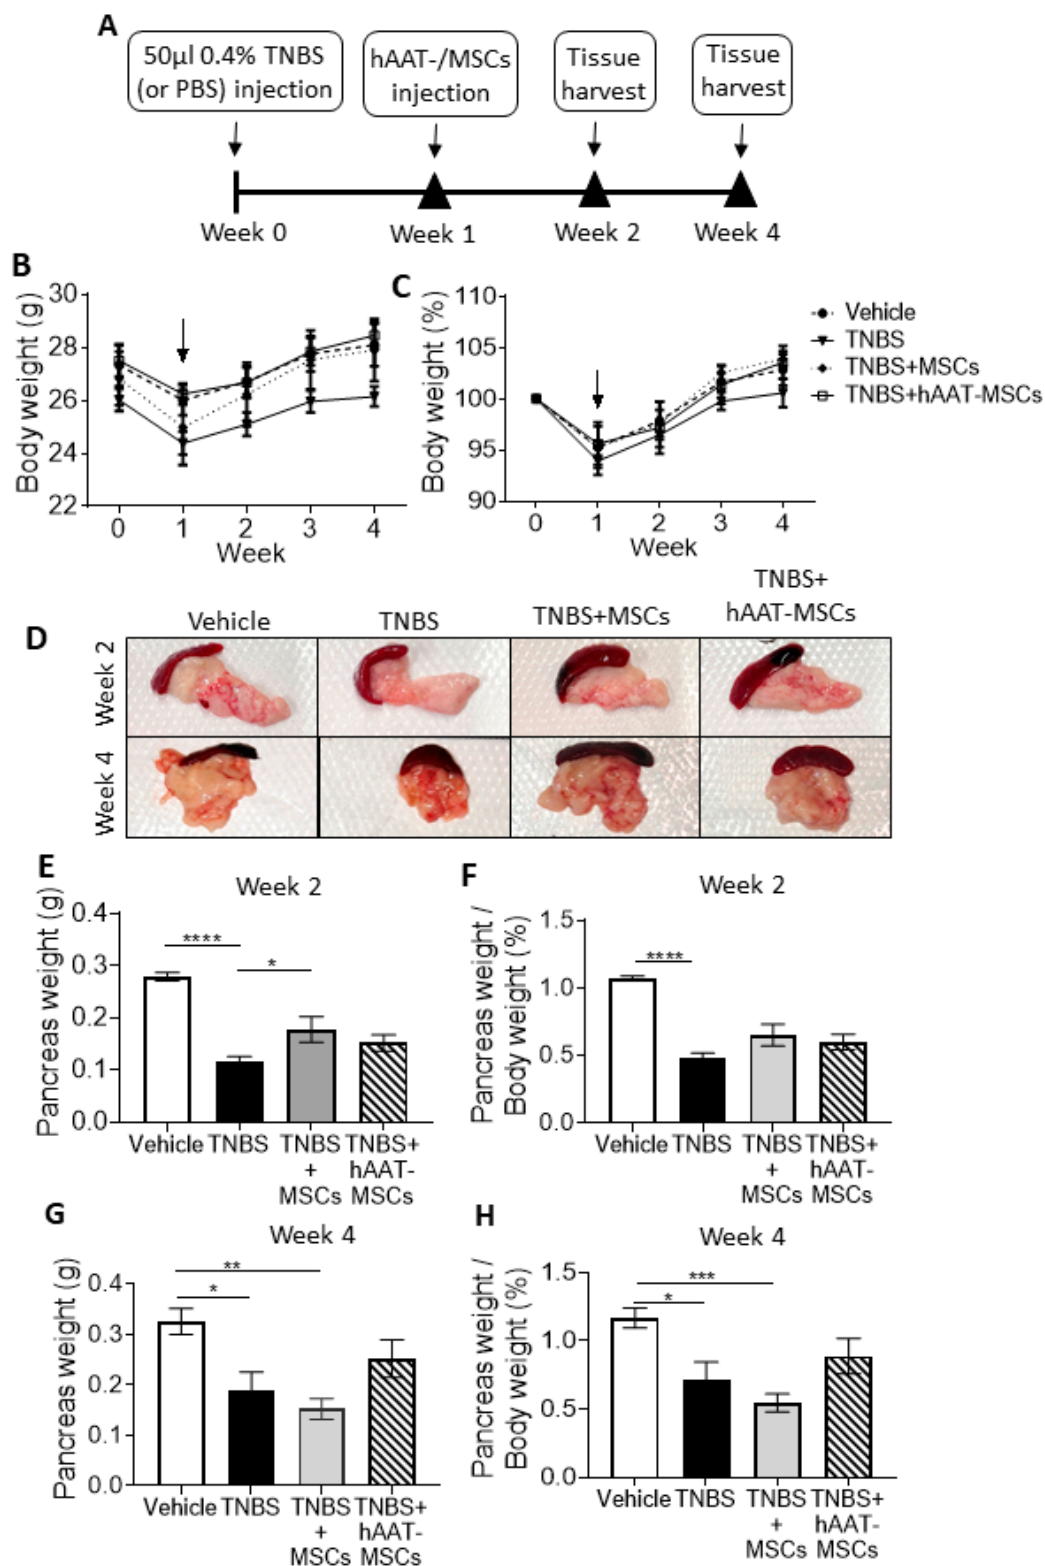 A
50µl 0.4% TNBS
(or PBS) injection
hAAT-/MSCs
injection
Tissue
harvest
Tissue
harvest
Week 0
Week 1
Week 2
Week 4
B
Body weight (g)
30
28
26
24
22
0 1 2 3 4
Week
C
Body weight (%)
110
105
100
95
90
0 1 2 3 4
Week
Vehicle
TNBS
TNBS+MSCs
TNBS+hAAT-MSCs
D
Vehicle
TNBS
TNBS+MSCs
TNBS+
hAAT-MSCs
Week 2
Week 4
E
Week 2
Pancreas weight (g)
0.4
0.3
0.2
0.1
0.0
****
*
Vehicle TNBS TNBS TNBS+
+ hAAT-
MSCs MSCs
F
Week 2
Pancreas weight /
Body weight (%)
1.5
1.0
0.5
0.0
****
Vehicle TNBS TNBS TNBS+
+ hAAT-
MSCs MSCs
G
Week 4
Pancreas weight (g)
0.4
0.3
0.2
0.1
0.0
**
*
Vehicle TNBS TNBS TNBS+
+ hAAT-
MSCs MSCs
H
Week 4
Pancreas weight /
Body weight (%)
1.5
1.0
0.5
0.0
***
*
Vehicle TNBS TNBS TNBS+
+ hAAT-
MSCs MSCs